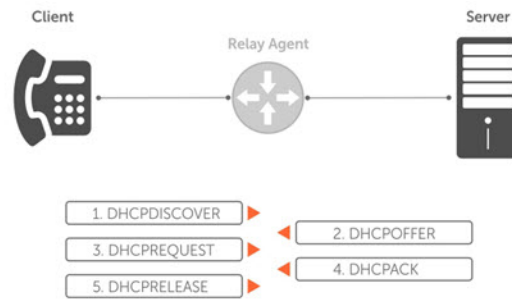 Client
Server
Relay Agent
1. DHCPDISCOVER
2. DHCPOFFER
3. DHCPREQUEST
4. DHCPACK
5. DHCPRELEASE